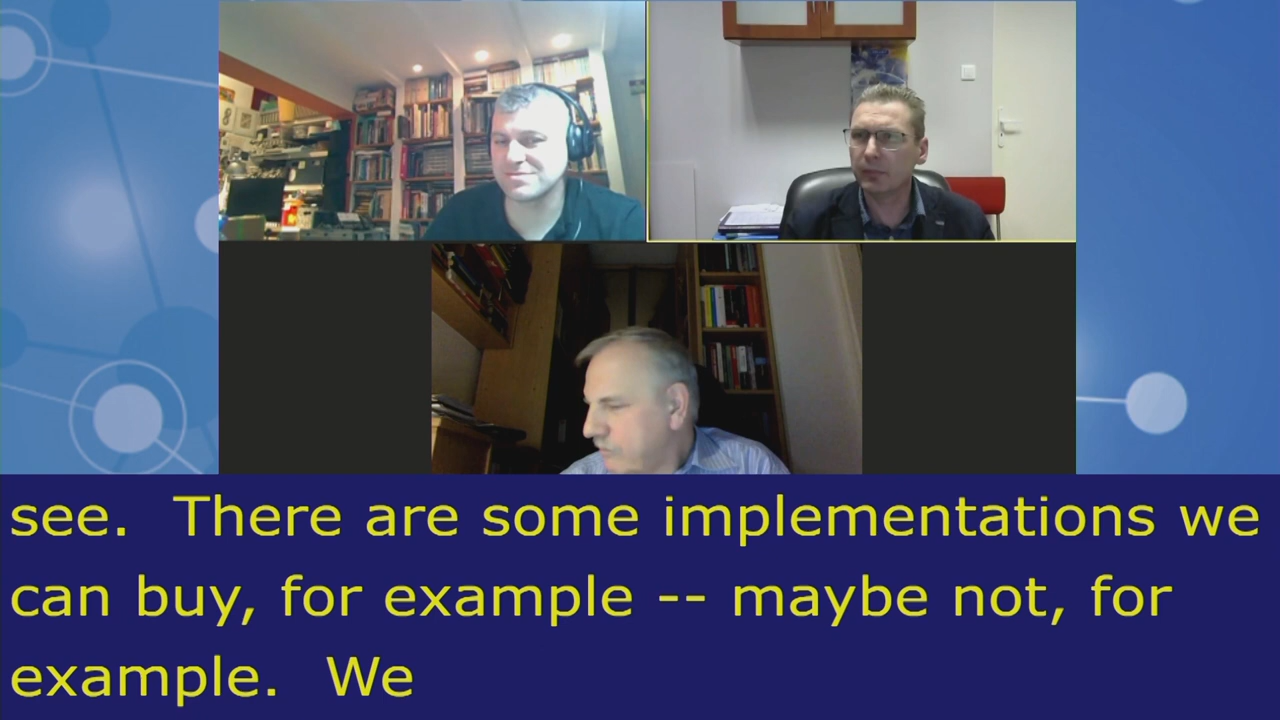 see.  There are some implementations we
can buy, for example -- maybe not, for
example.  We